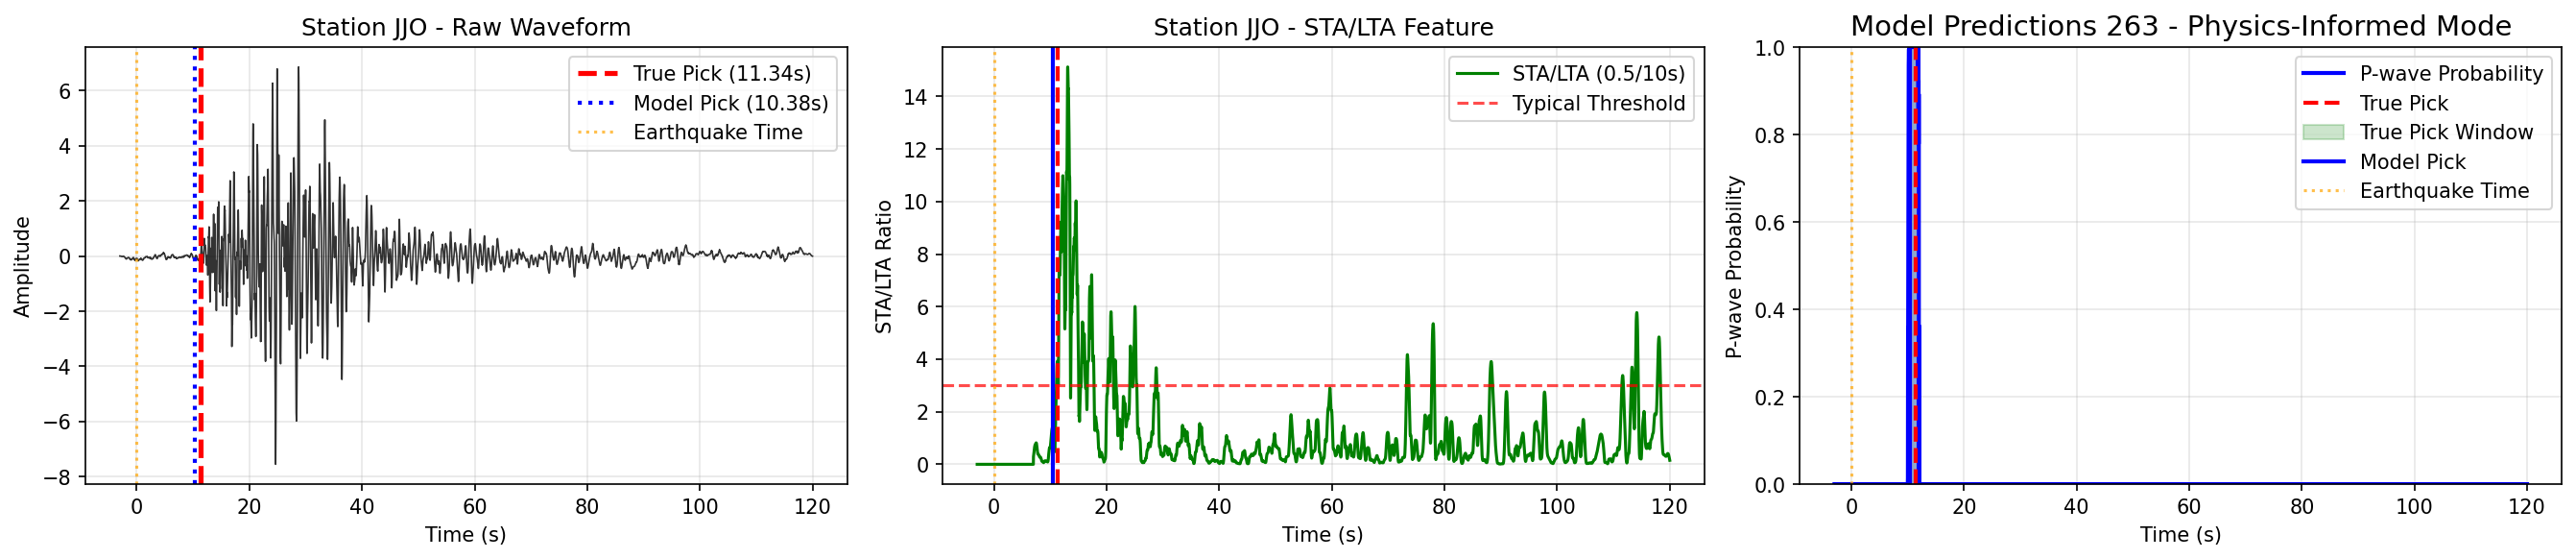 Station JJO - Raw Waveform
True Pick (11.34s)
Model Pick (10.38s)
Earthquake Time
Amplitude
6
4
2
0
−2
−4
−6
−8
0 20 40 60 80 100 120
Time (s)
Station JJO - STA/LTA Feature
STA/LTA (0.5/10s)
Typical Threshold
STA/LTA Ratio
14
12
10
8
6
4
2
0
0 20 40 60 80 100 120
Time (s)
Model Predictions 263 - Physics-Informed Mode
P-wave Probability
True Pick
True Pick Window
Model Pick
Earthquake Time
P-wave Probability
1.0
0.8
0.6
0.4
0.2
0.0
0 20 40 60 80 100 120
Time (s)